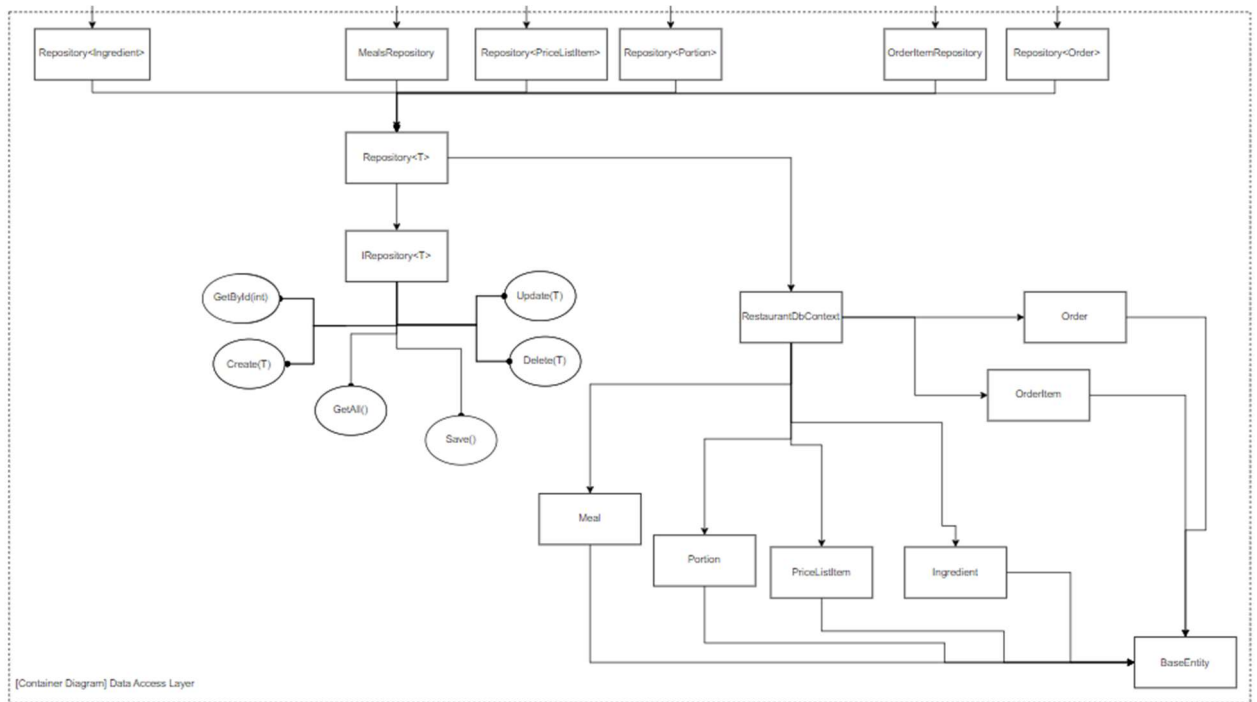 Repository<Ingredient>
MealsRepository
Repository<PriceListItem>
Repository<Portion>
OrderItemRepository
Repository<Order>
Repository<T>
IRepository<T>
GetById(int)
Update(T)
Create(T)
Delete(T)
GetAll()
Save()
RestaurantDbContext
Order
OrderItem
Meal
Portion
PriceListItem
Ingredient
BaseEntity
[Container Diagram] Data Access Layer